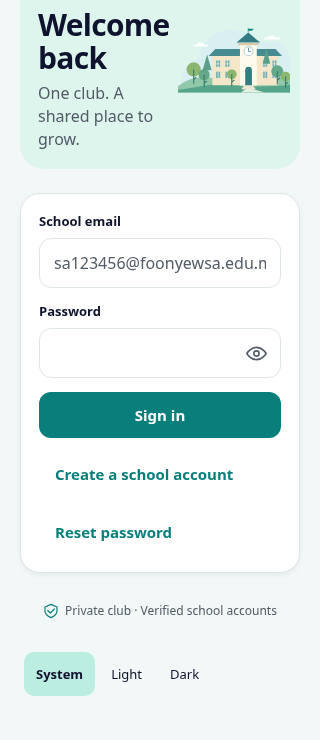 Welcome
back
One club. A
shared place to
grow.
School email
sa123456@foonyewsa.edu.n
Password
Sign in
Create a school account
Reset password
Private club · Verified school accounts
System Light Dark